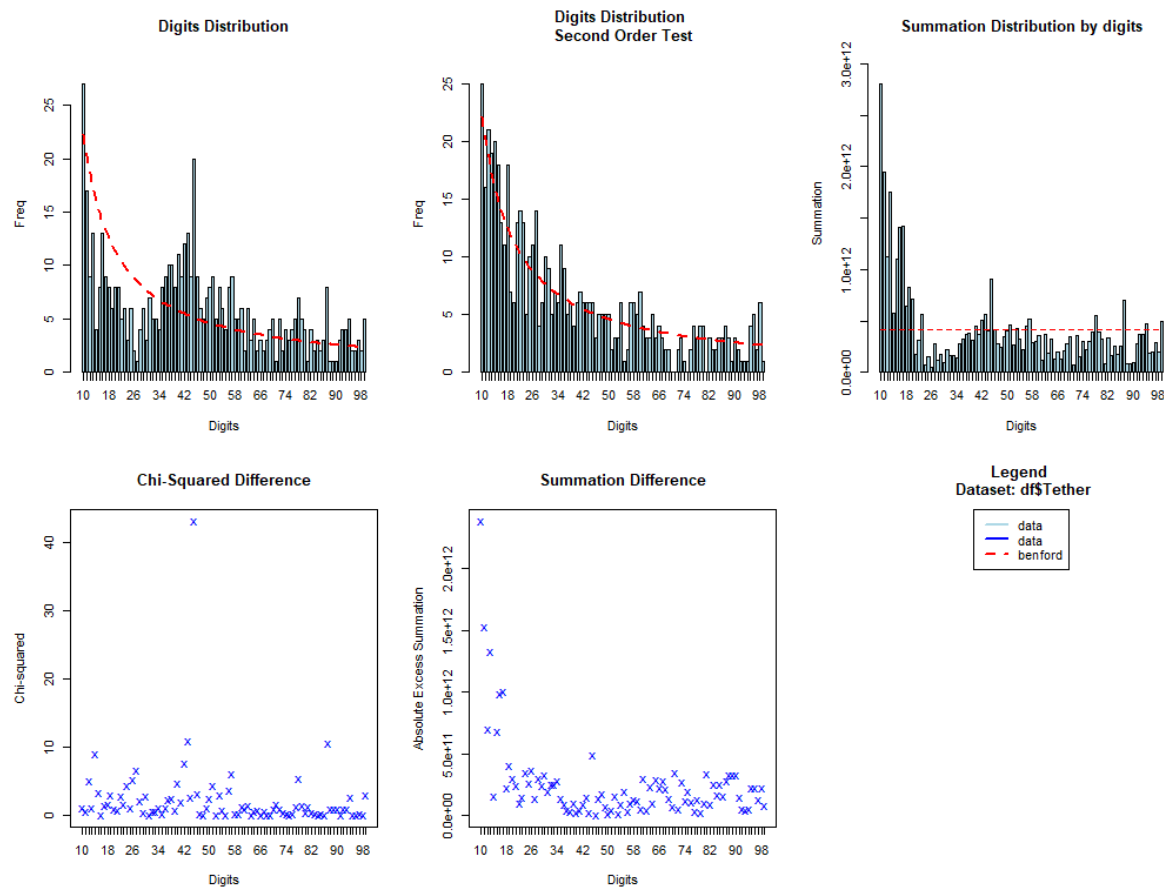 Digits Distribution
Freq
0
5
10
15
20
25
10 18 26 34 42 50 58 66 74 82 90 98
Digits
Digits Distribution
Second Order Test
Freq
0
5
10
15
20
25
10 18 26 34 42 50 58 66 74 82 90 98
Digits
Summation Distribution by digits
Summation
0.0e+00
1.0e+12
2.0e+12
3.0e+12
10 18 26 34 42 50 58 66 74 82 90 98
Digits
Chi-Squared Difference
Chi-squared
0
10
20
30
40
10 18 26 34 42 50 58 66 74 82 90 98
Digits
Summation Difference
Absolute Excess Summation
0.0e+00
5.0e+11
1.0e+12
1.5e+12
2.0e+12
10 18 26 34 42 50 58 66 74 82 90 98
Digits
Legend
Dataset: df$Tether
data
data
benford